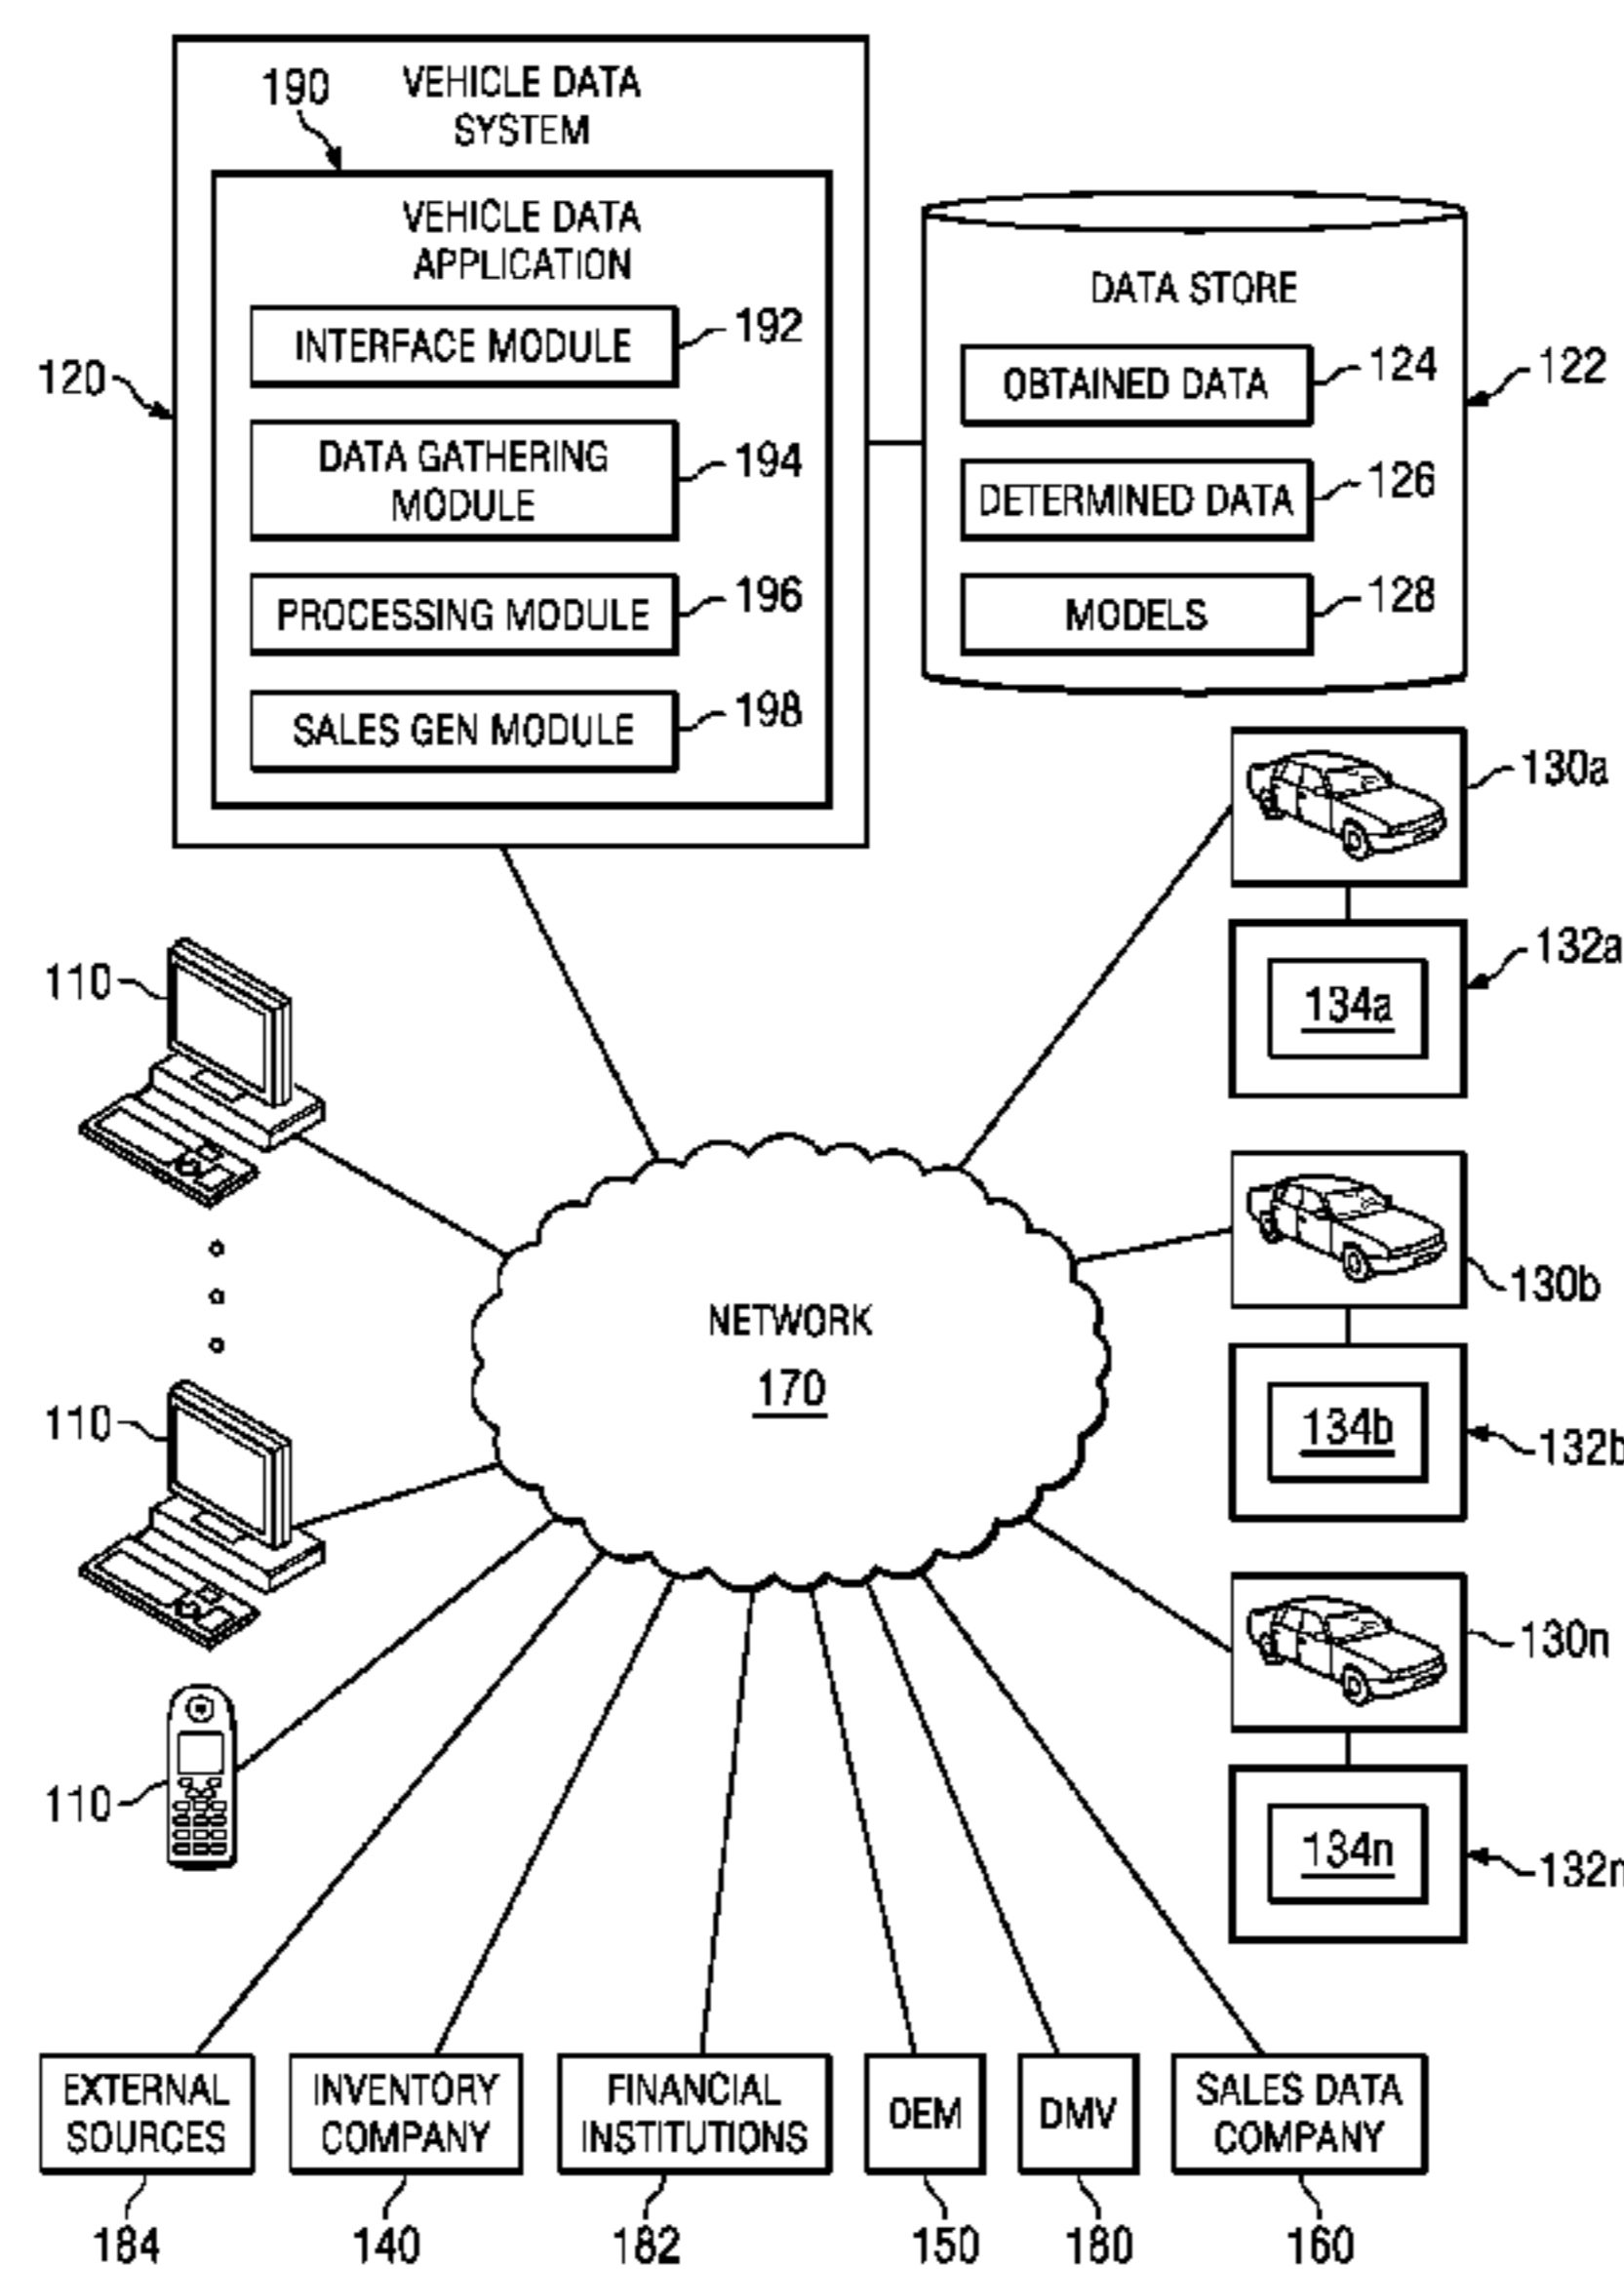 190
VEHICLE DATA
SYSTEM
VEHICLE DATA
APPLICATION
INTERFACE MODULE
192
DATA GATHERING
MODULE
194
PROCESSING MODULE
196
SALES GEN MODULE
198
120
DATA STORE
OBTAINED DATA
124
122
DETERMINED DATA
126
MODELS
128
130a
132a
134a
110
130b
NETWORK
170
134b
132b
110
130n
110
134n
132n
EXTERNAL
SOURCES
INVENTORY
COMPANY
FINANCIAL
INSTITUTIONS
OEM
DMV
SALES DATA
COMPANY
184
140
182
150
180
160